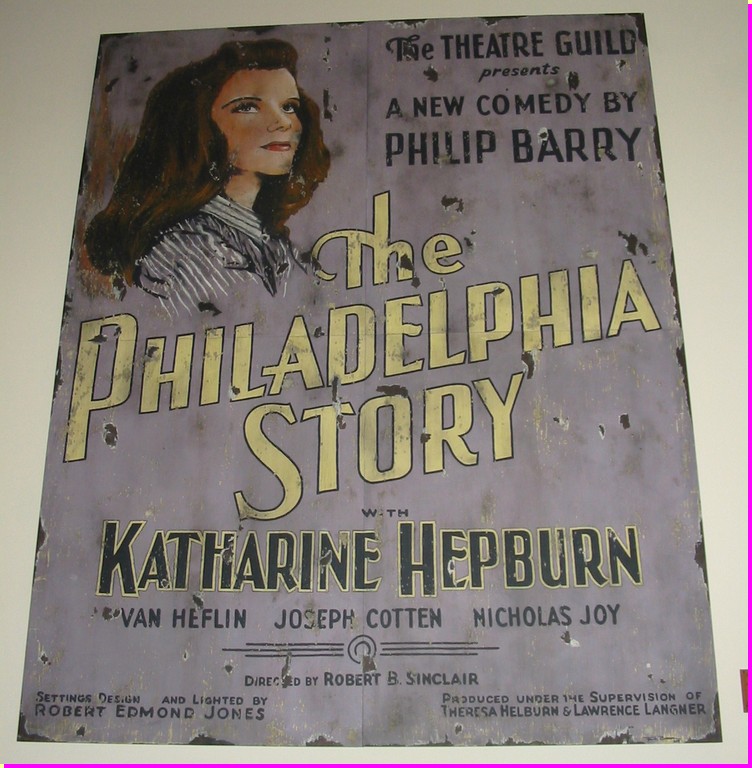 The THEATRE GUILD
presents
A NEW COMEDY BY
PHILIP BARRY
The
PHILADELPHIA
STORY
WITH
KATHARINE HEPBURN
VAN HEFLIN JOSEPH COTTEN NICHOLAS JOY
DIRECTED BY ROBERT B. SINCLAIR
SETTINGS DESIGN AND LIGHTED BY
ROBERT EDMOND JONES
PRODUCED UNDER THE SUPERVISION OF
THERESA HELBURN & LAWRENCE LANGNER